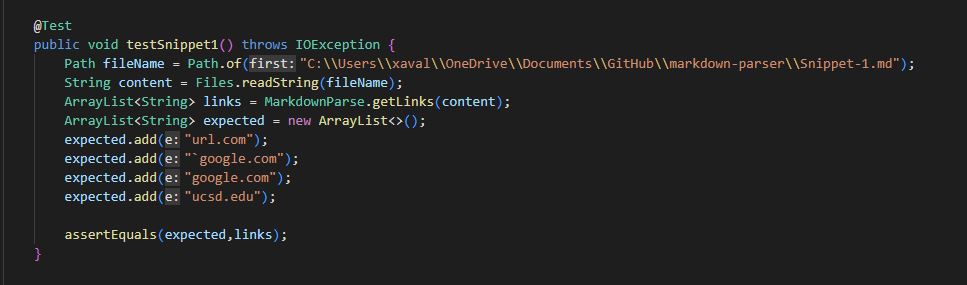 @Test
public void testSnippet1() throws IOException {
Path fileName = Path.of(first: "C:\\Users\\xaval\\OneDrive\\Documents\\GitHub\\markdown-parser\\Snippet-1.md");
String content = Files.readString(fileName);
ArrayList<String> links = MarkdownParse.getLinks(content);
ArrayList<String> expected = new ArrayList<>();
expected.add(e: "url.com");
expected.add(e: "`google.com");
expected.add(e: "google.com");
expected.add(e: "ucsd.edu");
assertEquals(expected,links);
}